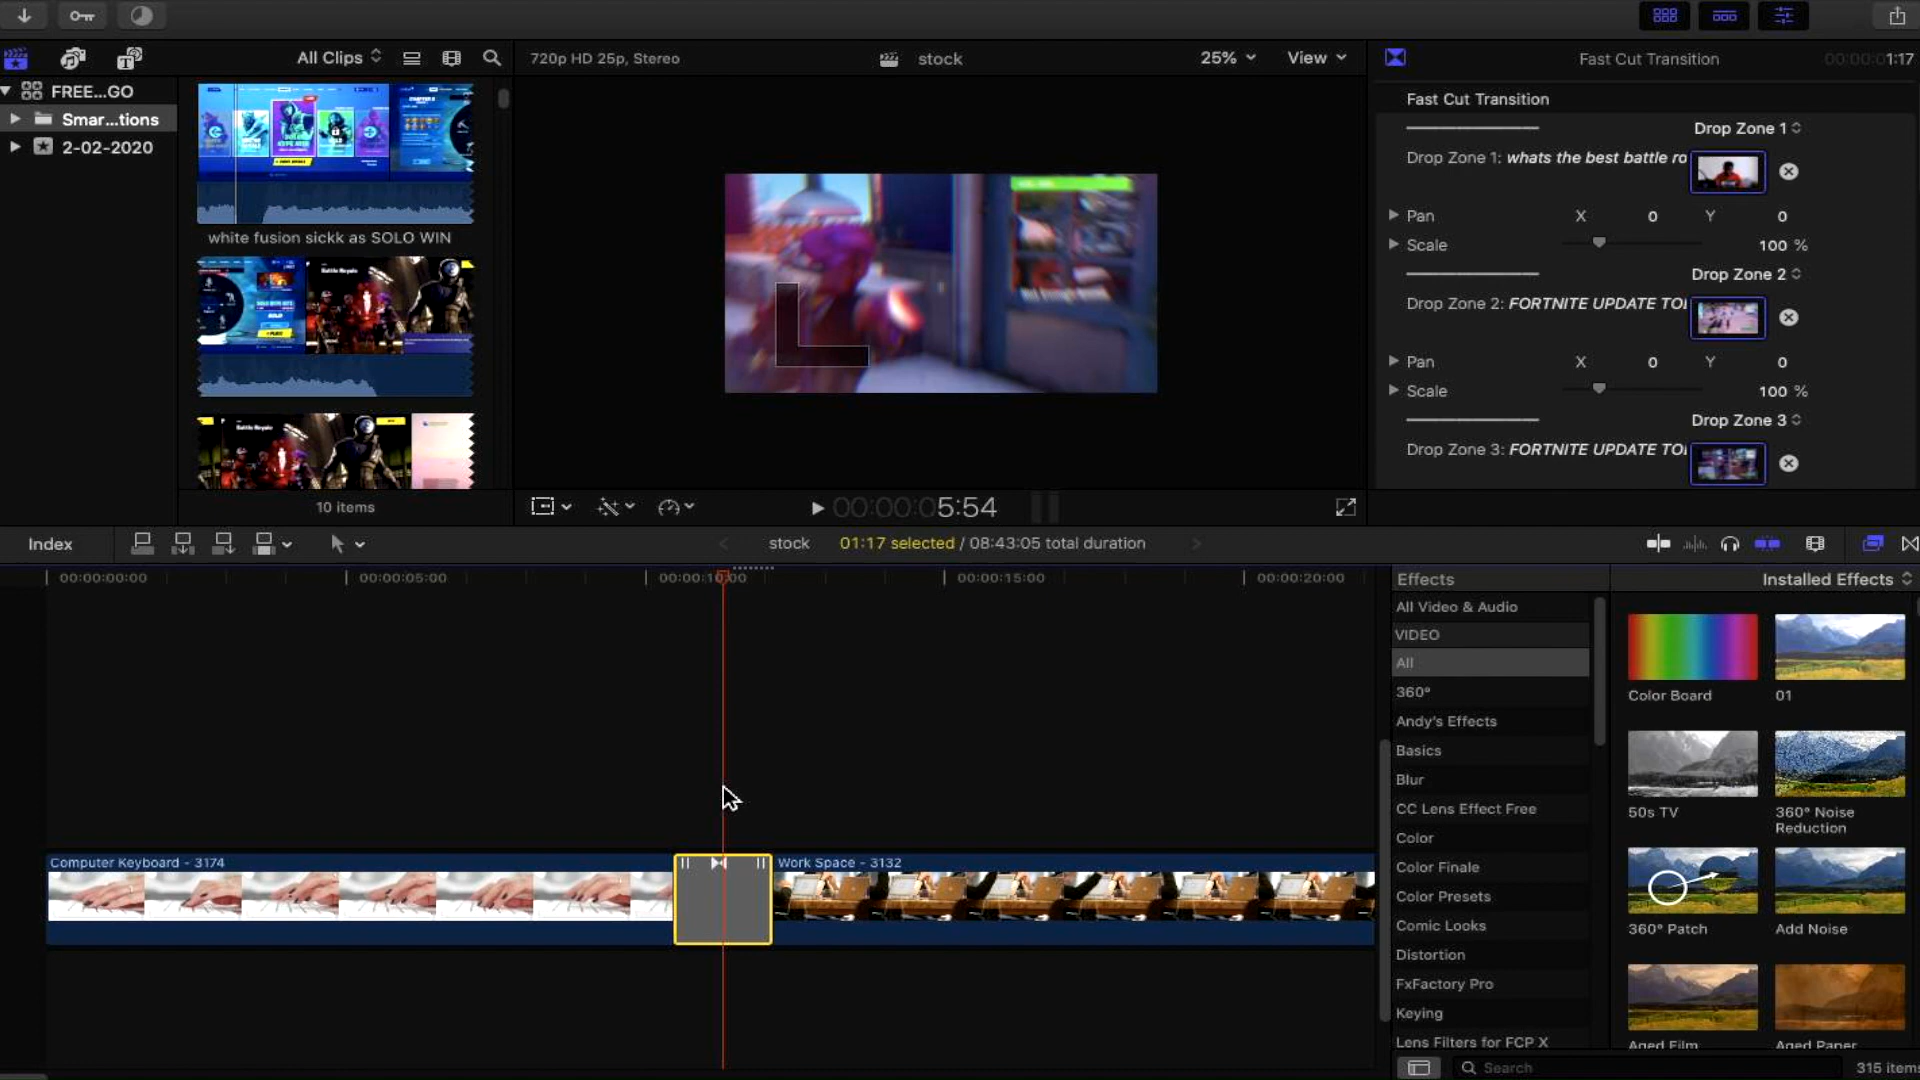 All Clips
720p HD 25p, Stereo
stock
25%
View
Fast Cut Transition
00:00:00:01:17
FREE...GO
Smar...tions
2-02-2020
white fusion sickk as SOLO WIN
10 items
Fast Cut Transition
Drop Zone 1
Drop Zone 1: whats the best battle ro
Pan X 0 Y 0
Scale 100 %
Drop Zone 2
Drop Zone 2: FORTNITE UPDATE TO
Pan X 0 Y 0
Scale 100 %
Drop Zone 3
Drop Zone 3: FORTNITE UPDATE TO
00:00:05:54
Index
stock
01:17 selected / 08:43:05 total duration
00:00:00:00
00:00:05:00
00:00:10:00
00:00:15:00
00:00:20:00
Computer Keyboard - 3174
Work Space - 3132
Effects
Installed Effects
All Video & Audio
VIDEO
All
360°
Andy's Effects
Basics
Blur
CC Lens Effect Free
Color
Color Finale
Color Presets
Comic Looks
Distortion
FxFactory Pro
Keying
Lens Filters for FCP X
Color Board
01
50s TV
360° Noise
Reduction
360° Patch
Add Noise
Aged Film
Aged Paper
Search
315 items